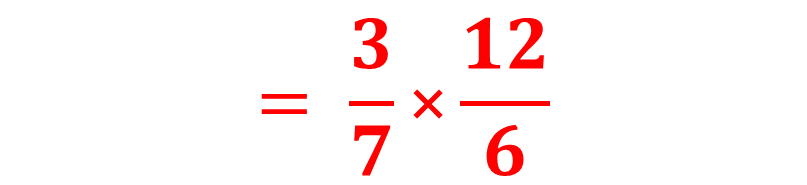 = 3/7 × 12/6